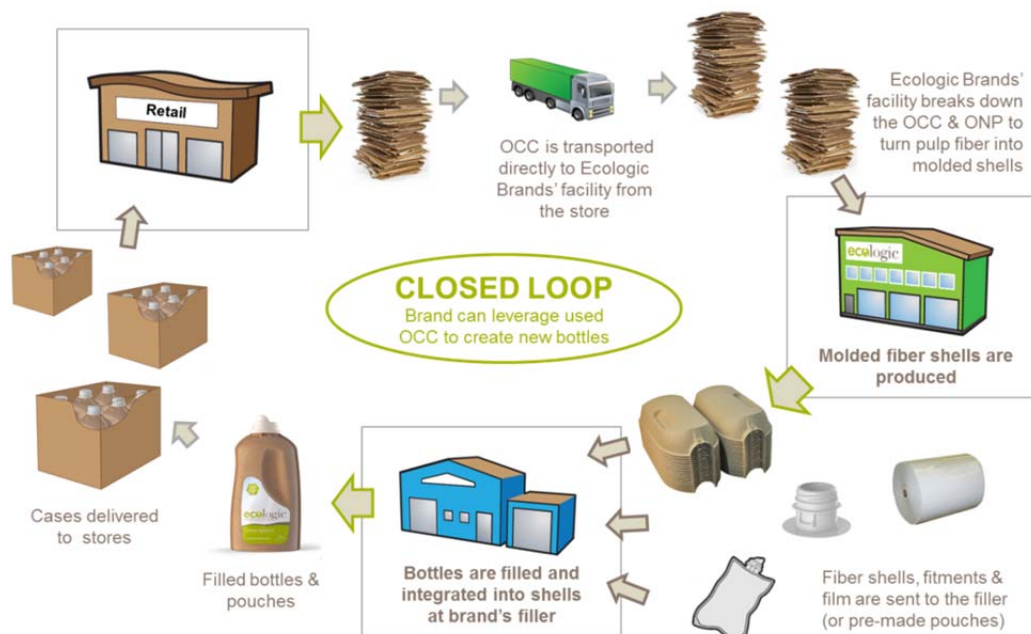 Retail
OCC is transported
directly to Ecologic
Brands' facility from
the store
Ecologic Brands'
facility breaks down
the OCC & ONP to
turn pulp fiber into
molded shells
ecologic
Molded fiber shells are
produced
CLOSED LOOP
Brand can leverage used
OCC to create new bottles
Fiber shells, fitments &
film are sent to the filler
(or pre-made pouches)
Bottles are filled and
integrated into shells
at brand's filler
ecologic
Filled bottles &
pouches
Cases delivered
to stores